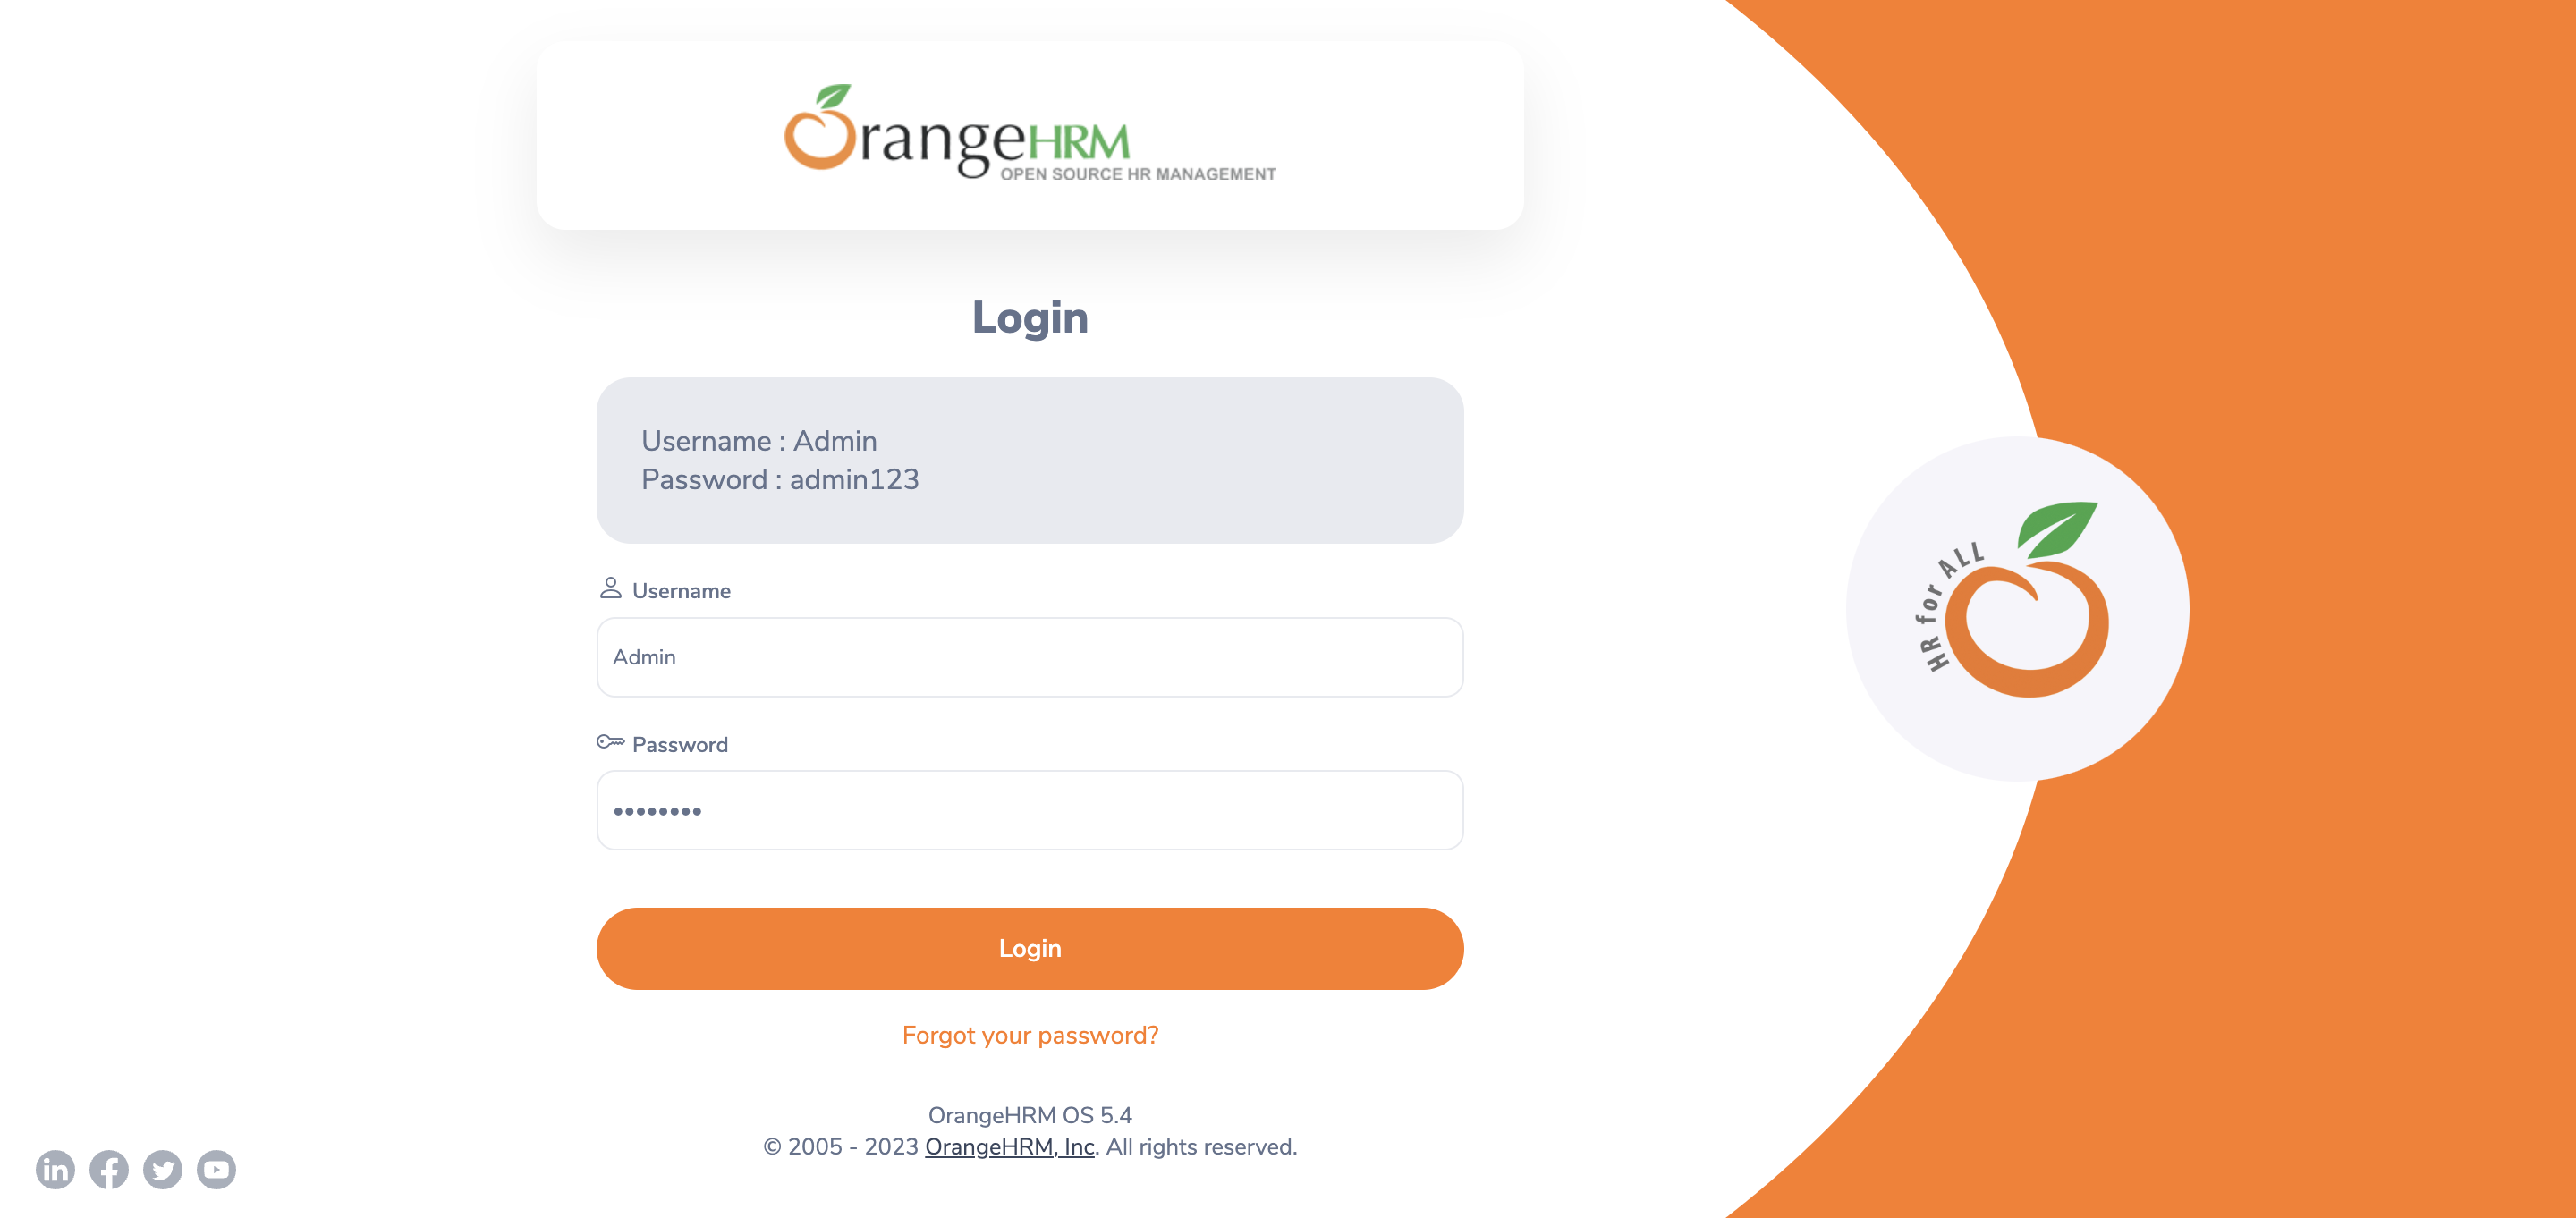 OrangeHRM
OPEN SOURCE HR MANAGEMENT
Login
Username : Admin
Password : admin123
Username
Admin
Password
••••••••
Login
Forgot your password?
OrangeHRM OS 5.4
© 2005 - 2023 OrangeHRM, Inc. All rights reserved.
HR for ALL